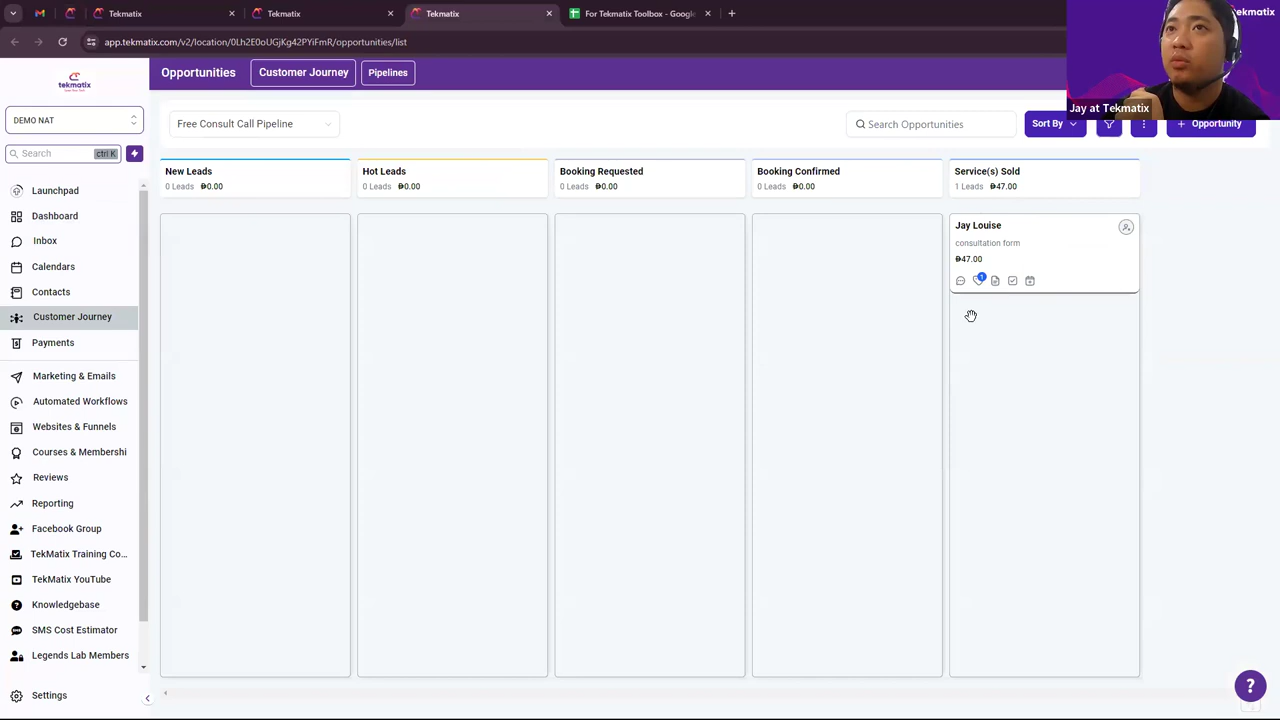 Tekmatix
Tekmatix
Tekmatix
For Tekmatix Toolbox - Google
app.tekmatix.com/v2/location/0Lh2E0oUGjKg42PYiFmR/opportunities/list
tekmatix
Jay at Tekmatix
tekmatix
Opportunities
Customer Journey
Pipelines
DEMO NAT
Search
ctrl K
Free Consult Call Pipeline
Search Opportunities
Sort By
+ Opportunity
Launchpad
Dashboard
Inbox
Calendars
Contacts
Customer Journey
Payments
Marketing & Emails
Automated Workflows
Websites & Funnels
Courses & Membershi
Reviews
Reporting
Facebook Group
TekMatix Training Co...
TekMatix YouTube
Knowledgebase
SMS Cost Estimator
Legends Lab Members
Settings
New Leads
0 Leads ₱0.00
Hot Leads
0 Leads ₱0.00
Booking Requested
0 Leads ₱0.00
Booking Confirmed
0 Leads ₱0.00
Service(s) Sold
1 Leads ₱47.00
Jay Louise
consultation form
₱47.00
1
?